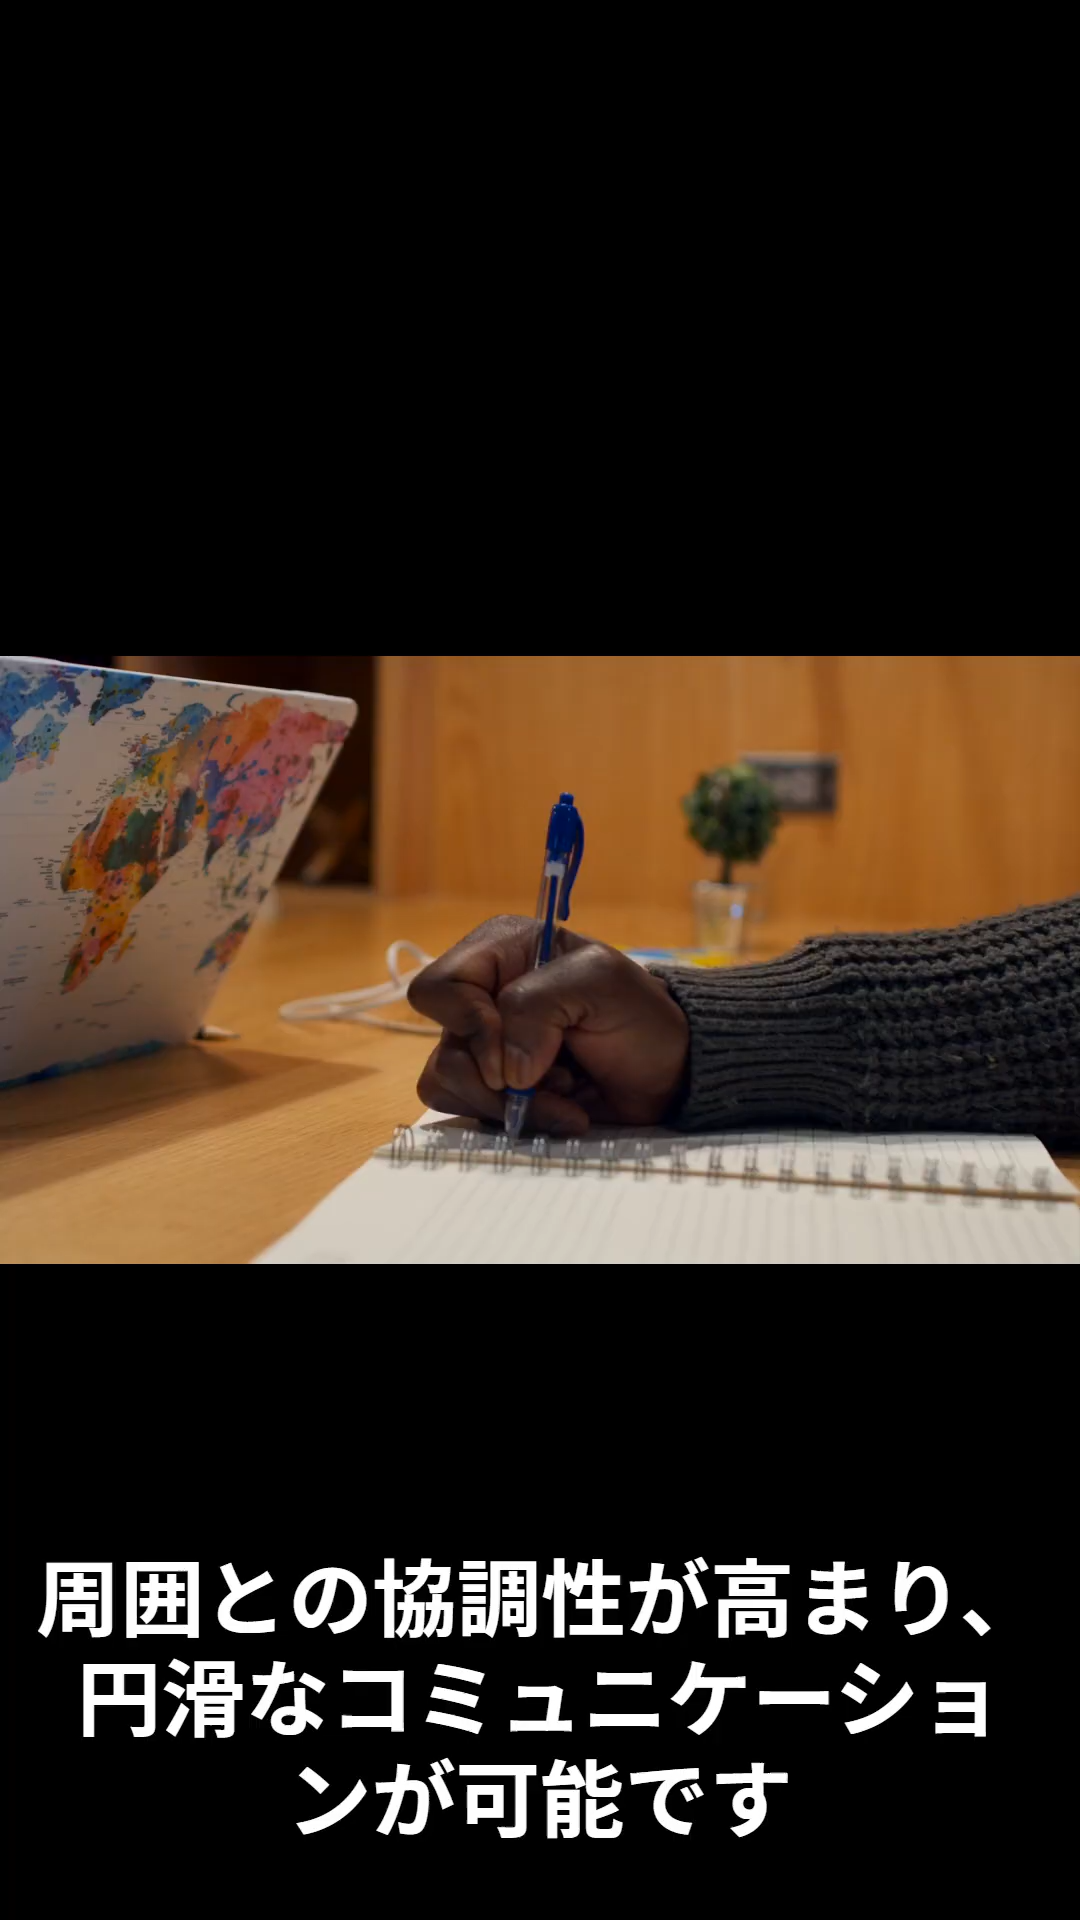 周囲との協調性が高まり、
円滑なコミュニケーショ
ンが可能です